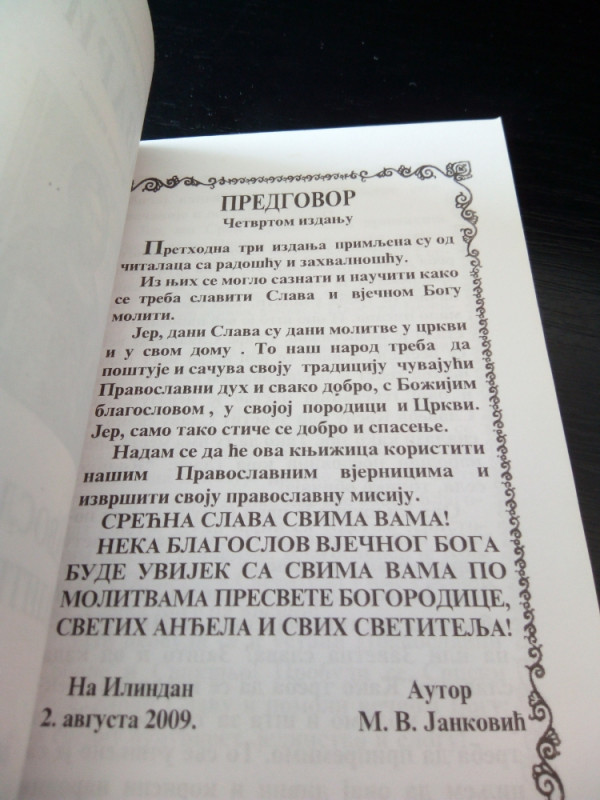 ПРЕДГОВОР
Четвртом издању
Претходна три издања примљена су од
читалаца са радошћу и захвалношћу.
Из њих се могло сазнати и научити како
се треба славити Слава и вјечном Богу
молити.
Јер, дани Слава су дани молитве у цркви
и у свом дому . То наш народ треба да
поштује и сачува своју традицију чувајући
Православни дух и свако добро, с Божијим
благословом , у својој породици и Цркви.
Јер, само тако стиче се добро и спасење.
Надам се да ће ова књижица користити
нашим Православним вјерницима и
извршити своју православну мисију.
СРЕЋНА СЛАВА СВИМА ВАМА!
НЕКА БЛАГОСЛОВ ВЈЕЧНОГ БОГА
БУДЕ УВИЈЕК СА СВИМА ВАМА ПО
МОЛИТВАМА ПРЕСВЕТЕ БОГОРОДИЦЕ,
СВЕТИХ АНЂЕЛА И СВИХ СВЕТИТЕЉА!
На Илиндан Аутор
2. августа 2009. М. В. Јанковић